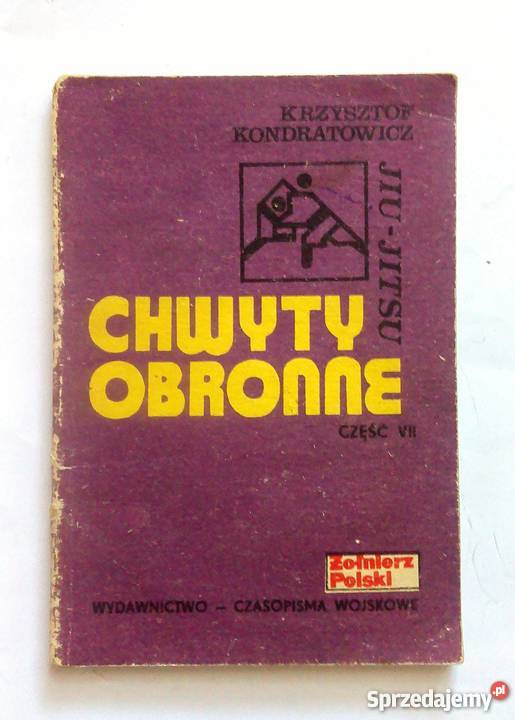 KRZYSZTOF
KONDRATOWICZ
JIU-JITSU
CHWYTY
OBRONNE
CZĘŚĆ VII
Żołnierz
Polski
WYDAWNICTWO – CZASOPISMA WOJSKOWE
Sprzedajemy.pl